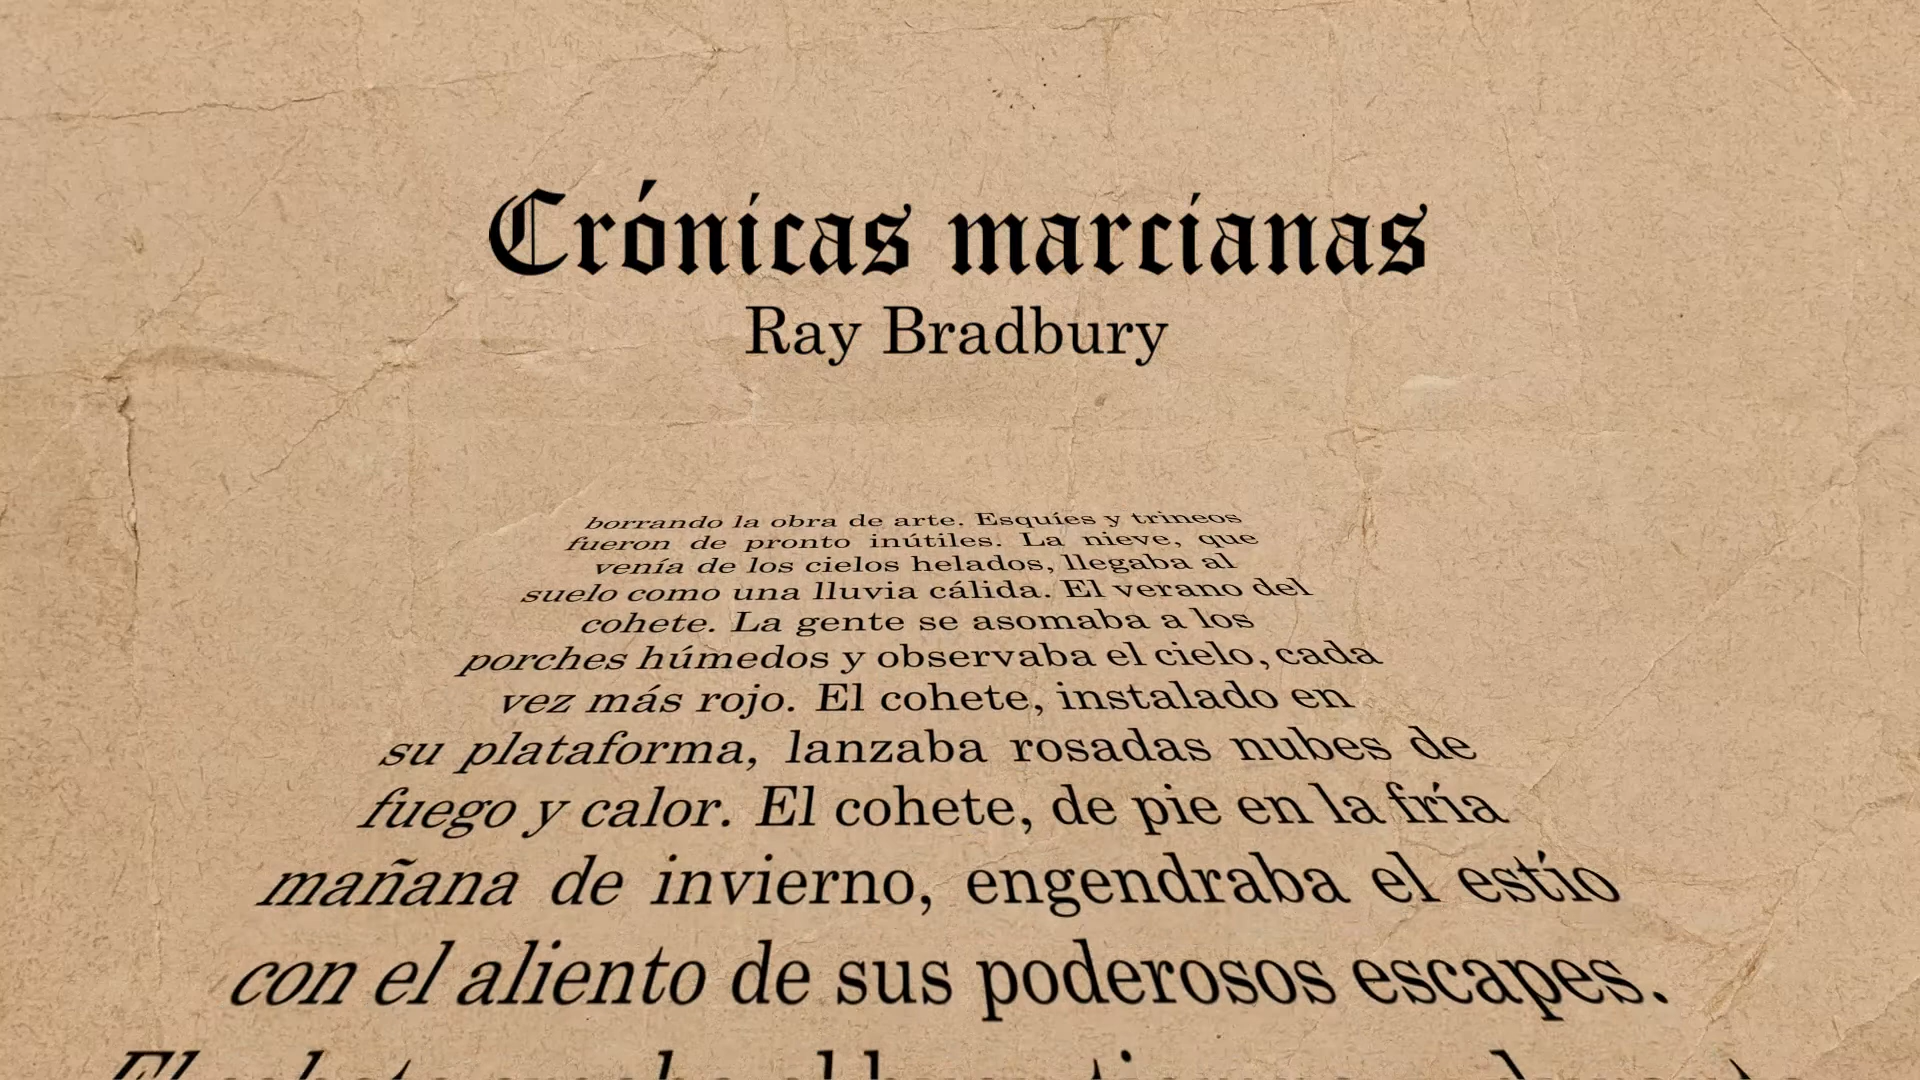 Crónicas marcianas
Ray Bradbury
borrando la obra de arte. Esquíes y trineos
fueron de pronto inútiles. La nieve, que
venía de los cielos helados, llegaba al
suelo como una lluvia cálida. El verano del
cohete. La gente se asomaba a los
porches húmedos y observaba el cielo, cada
vez más rojo. El cohete, instalado en
su plataforma, lanzaba rosadas nubes de
fuego y calor. El cohete, de pie en la fría
mañana de invierno, engendraba el estío
con el aliento de sus poderosos escapes.